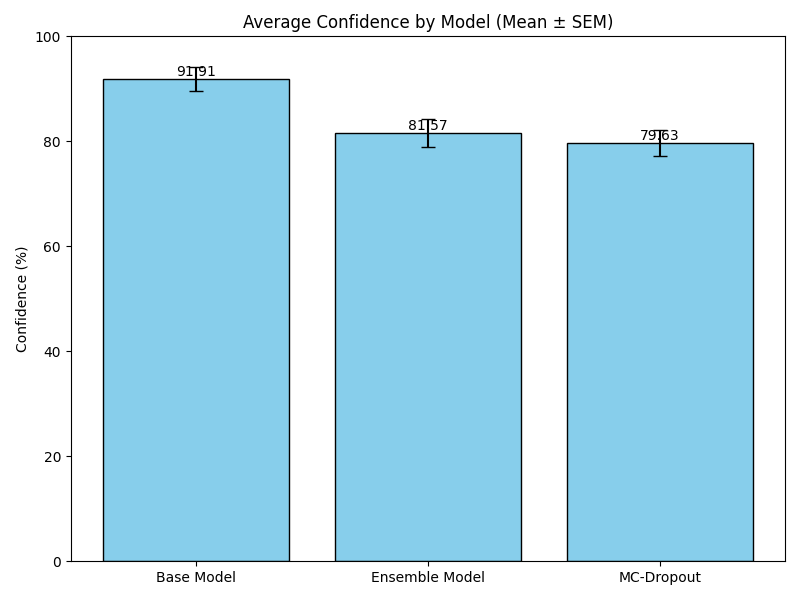 Average Confidence by Model (Mean ± SEM)
Confidence (%)
100
80
60
40
20
0
91.91
81.57
79.63
Base Model
Ensemble Model
MC-Dropout